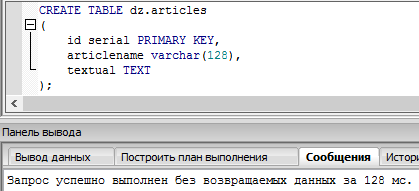 CREATE TABLE dz.articles
(
id serial PRIMARY KEY,
articlename varchar(128),
textual TEXT
);
Панель вывода
Вывод данных Построить план выполнения Сообщения Истори
Запрос успешно выполнен без возвращаемых данных за 128 мс.